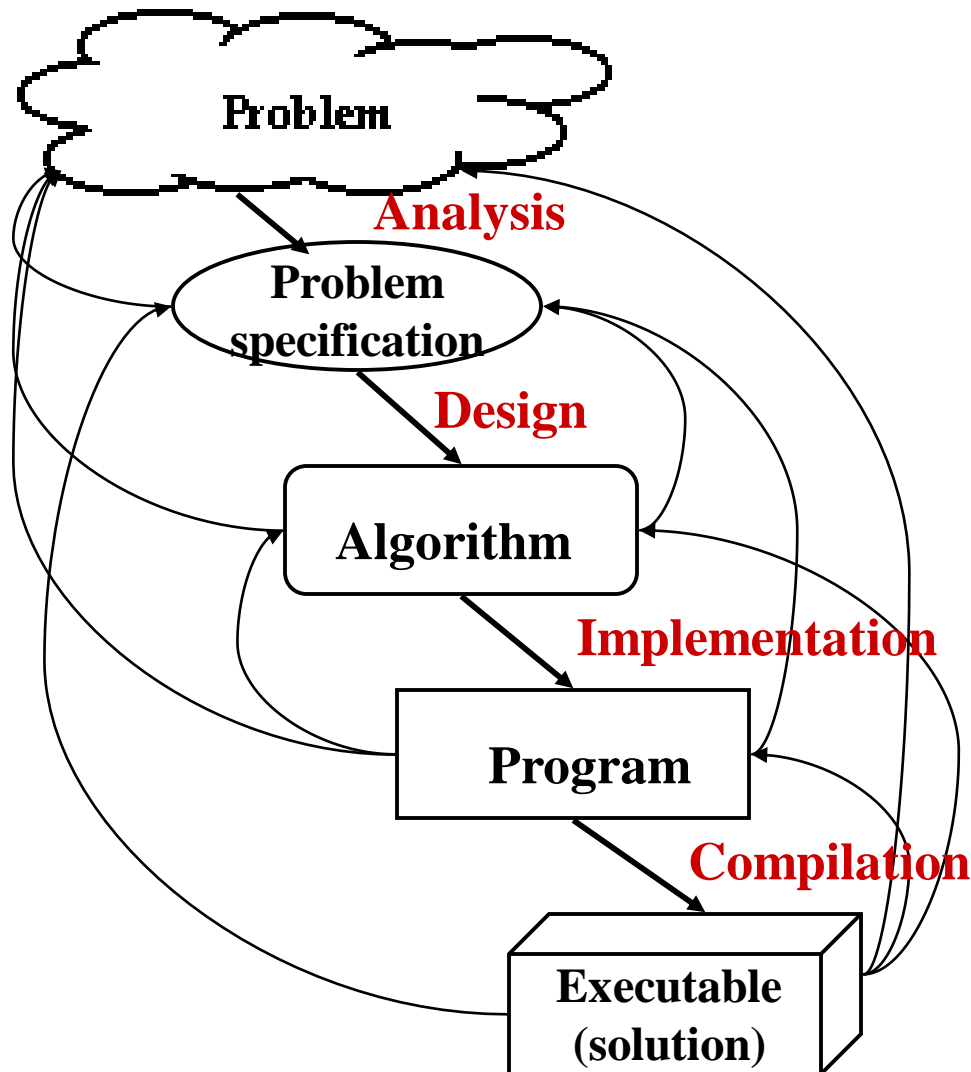 Problem
Analysis
Problem
specification
Design
Algorithm
Implementation
Program
Compilation
Executable
(solution)